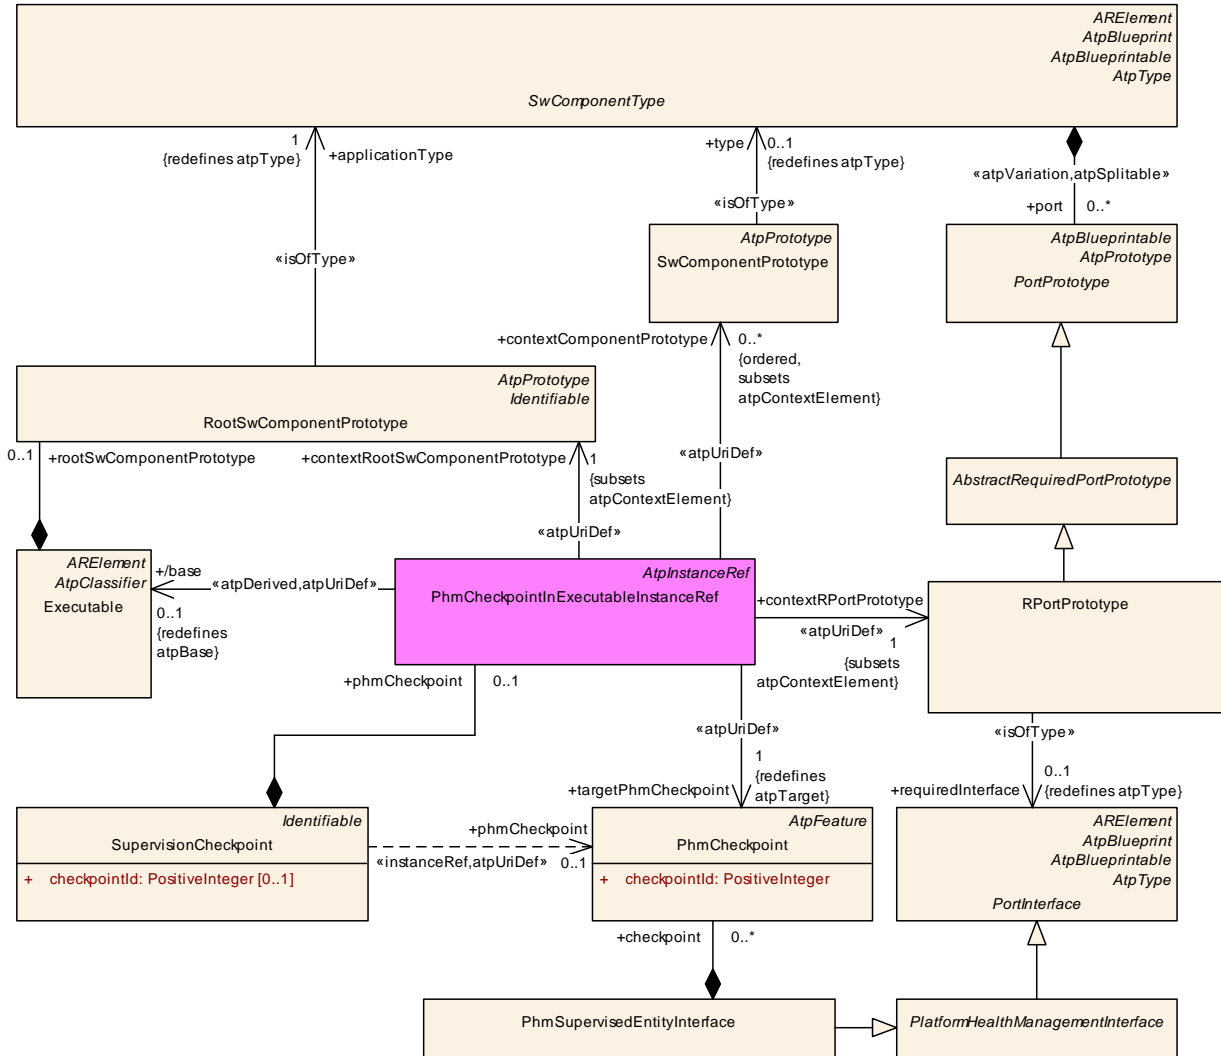 ARElement
AtpBlueprint
AtpBlueprintable
AtpType
SwComponentType
1
{redefines atpType}
+applicationType
+type
0..1
{redefines atpType}
«atpVariation,atpSplitable»
+port
0..*
«isOfType»
«isOfType»
AtpPrototype
SwComponentPrototype
AtpBlueprintable
AtpPrototype
PortPrototype
+contextComponentPrototype
0..*
{ordered,
subsets
atpContextElement}
AtpPrototype
Identifiable
RootSwComponentPrototype
0..1
+rootSwComponentPrototype
+contextRootSwComponentPrototype
1
{subsets
atpContextElement}
«atpUriDef»
«atpUriDef»
AbstractRequiredPortPrototype
ARElement
AtpClassifier
Executable
+/base
«atpDerived,atpUriDef»
0..1
{redefines
atpBase}
AtpInstanceRef
PhmCheckpointInExecutableInstanceRef
+contextRPortPrototype
«atpUriDef»
1
{subsets
atpContextElement}
RPortPrototype
+phmCheckpoint
0..1
«atpUriDef»
1
{redefines
atpTarget}
+targetPhmCheckpoint
«isOfType»
0..1
{redefines atpType}
+requiredInterface
Identifiable
SupervisionCheckpoint
+ checkpointId: PositiveInteger [0..1]
+phmCheckpoint
«instanceRef,atpUriDef»
0..1
AtpFeature
PhmCheckpoint
+ checkpointId: PositiveInteger
ARElement
AtpBlueprint
AtpBlueprintable
AtpType
PortInterface
+checkpoint
0..*
PhmSupervisedEntityInterface
PlatformHealthManagementInterface